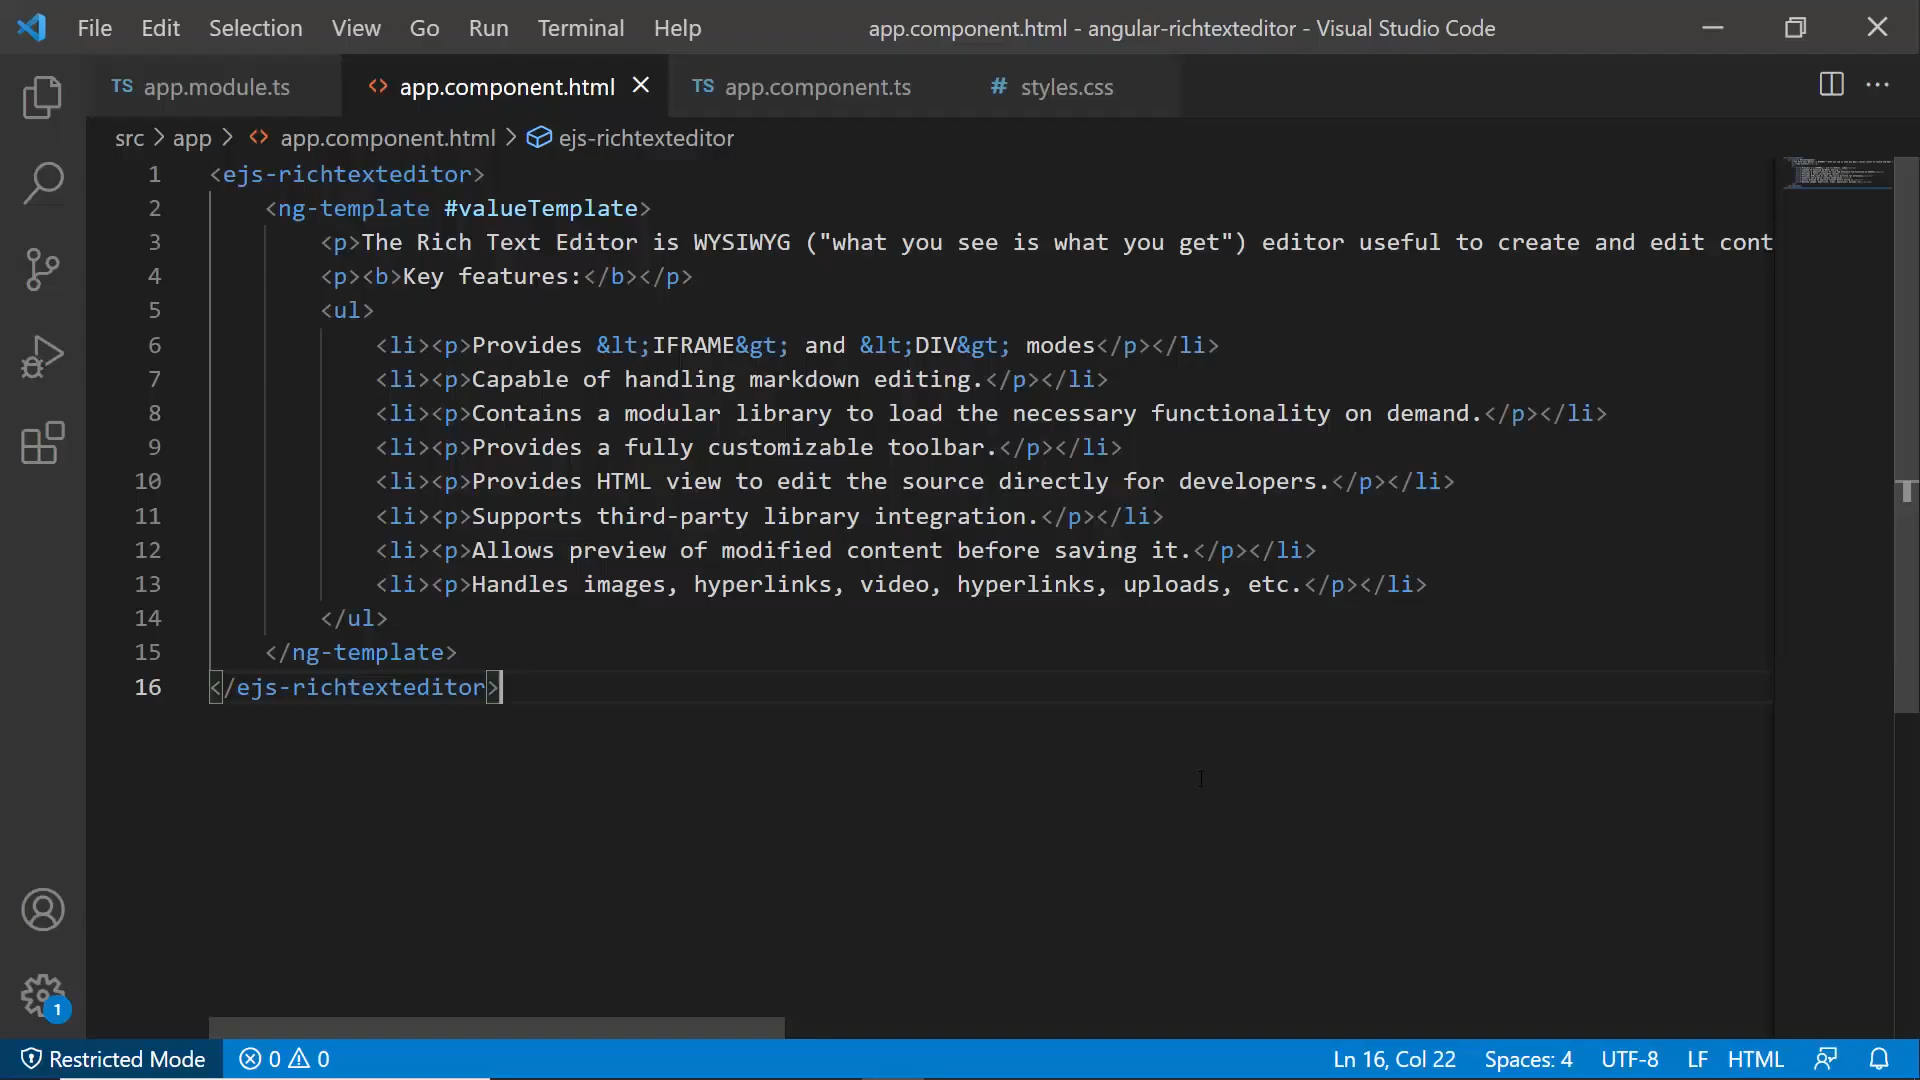 File Edit Selection View Go Run Terminal Help app.component.html - angular-richtexteditor - Visual Studio Code
TS app.module.ts <> app.component.html TS app.component.ts # styles.css
src > app > <> app.component.html > ejs-richtexteditor
1 <ejs-richtexteditor>
2 <ng-template #valueTemplate>
3 <p>The Rich Text Editor is WYSIWYG ("what you see is what you get") editor useful to create and edit cont
4 <p><b>Key features:</b></p>
5 <ul>
6 <li><p>Provides &lt;IFRAME&gt; and &lt;DIV&gt; modes</p></li>
7 <li><p>Capable of handling markdown editing.</p></li>
8 <li><p>Contains a modular library to load the necessary functionality on demand.</p></li>
9 <li><p>Provides a fully customizable toolbar.</p></li>
10 <li><p>Provides HTML view to edit the source directly for developers.</p></li>
11 <li><p>Supports third-party library integration.</p></li>
12 <li><p>Allows preview of modified content before saving it.</p></li>
13 <li><p>Handles images, hyperlinks, video, hyperlinks, uploads, etc.</p></li>
14 </ul>
15 </ng-template>
16 </ejs-richtexteditor>
1
Restricted Mode 0 0 Ln 16, Col 22 Spaces: 4 UTF-8 LF HTML